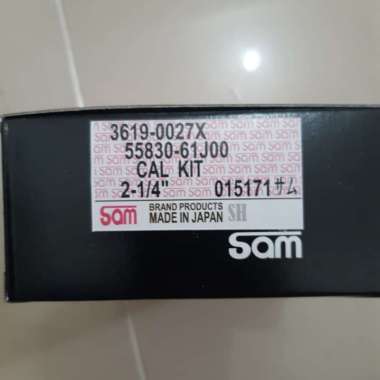 3619-0027X
55830-61J00
CAL KIT
2-1/4" 015171サム
sam BRAND PRODUCTS
MADE IN JAPAN SH
sam